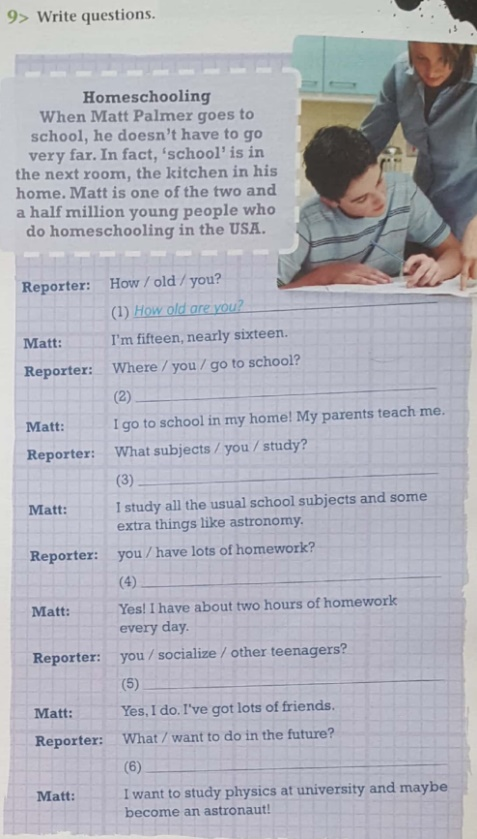 9> Write questions.
Homeschooling
When Matt Palmer goes to
school, he doesn't have to go
very far. In fact, 'school' is in
the next room, the kitchen in his
home. Matt is one of the two and
a half million young people who
do homeschooling in the USA.
Reporter: How / old / you?
(1) How old are you?
Matt: I'm fifteen, nearly sixteen.
Reporter: Where / you / go to school?
(2)
Matt: I go to school in my home! My parents teach me.
Reporter: What subjects / you / study?
(3)
Matt: I study all the usual school subjects and some
extra things like astronomy.
Reporter: you / have lots of homework?
(4)
Matt: Yes! I have about two hours of homework
every day.
Reporter: you / socialize / other teenagers?
(5)
Matt: Yes, I do. I've got lots of friends.
Reporter: What / want to do in the future?
(6)
Matt: I want to study physics at university and maybe
become an astronaut!